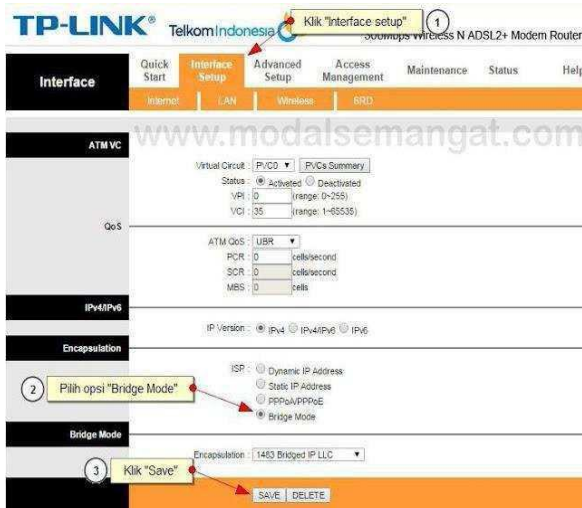 TP-LINK®
TelkomIndonesia
Klik "Interface setup"
1
300Mbps Wireless N ADSL2+ Modem Router
Interface
Quick Start
Interface Setup
Advanced Setup
Access Management
Maintenance
Status
Help
Internet
LAN
Wireless
6RD
www.modalsemangat.com
ATM VC
Virtual Circuit : PVC0
PVCs Summary
Status : Activated Deactivated
VPI : 0 (range: 0~255)
VCI : 35 (range: 1~65535)
QoS
ATM QoS : UBR
PCR : 0 cells/second
SCR : 0 cells/second
MBS : 0 cells
IPv4/IPv6
IP Version : IPv4 IPv4/IPv6 IPv6
Encapsulation
ISP : Dynamic IP Address
Static IP Address
PPPoA/PPPoE
Bridge Mode
2
Pilih opsi "Bridge Mode"
Bridge Mode
Encapsulation : 1483 Bridged IP LLC
3
Klik "Save"
SAVE
DELETE